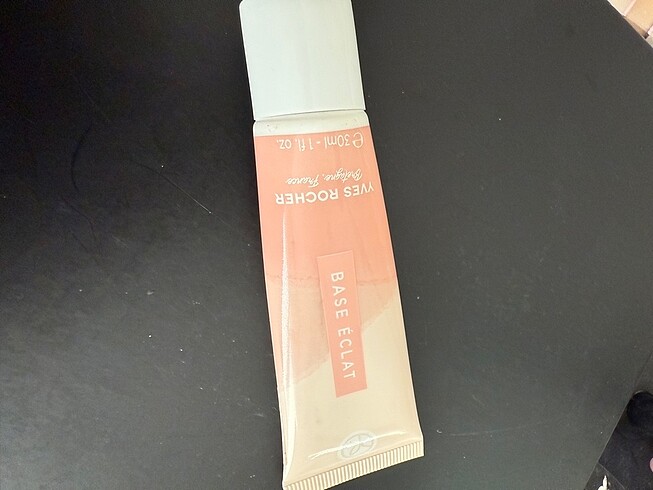 BASE ÉCLAT
YVES ROCHER
Bretagne, France
℮ 30ml - 1 fl. oz.